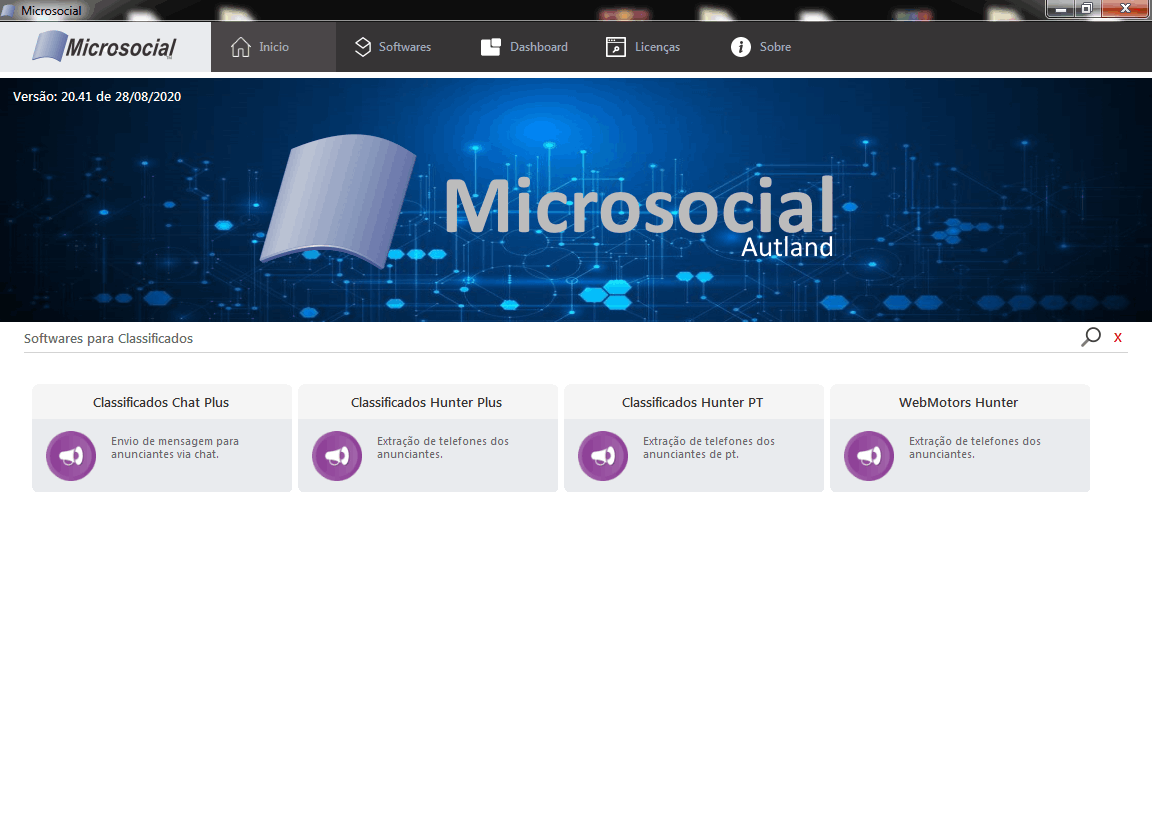 Microsocial
Microsocial
Inicio
Softwares
Dashboard
Licenças
Sobre
Versão: 20.41 de 28/08/2020
Microsocial
Autland
Softwares para Classificados
X
Classificados Chat Plus
Envio de mensagem para
anunciantes via chat.
Classificados Hunter Plus
Extração de telefones dos
anunciantes.
Classificados Hunter PT
Extração de telefones dos
anunciantes de pt.
WebMotors Hunter
Extração de telefones dos
anunciantes.